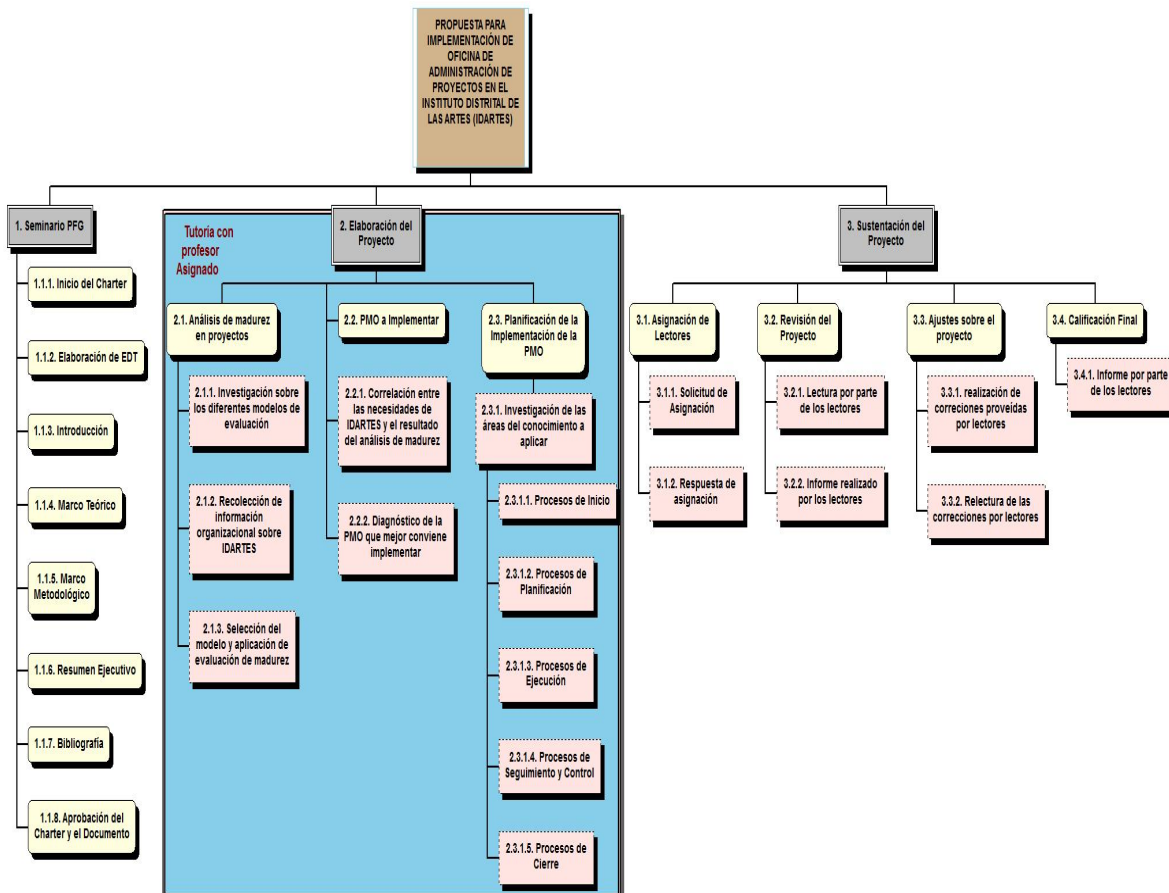 PROPUESTA PARA
IMPLEMENTACIÓN DE
OFICINA DE
ADMINISTRACIÓN DE
PROYECTOS EN EL
INSTITUTO DISTRITAL DE
LAS ARTES (IDARTES)
1. Seminario PFG
1.1.1. Inicio del Charter
1.1.2. Elaboración de EDT
1.1.3. Introducción
1.1.4. Marco Teórico
1.1.5. Marco
Metodológico
1.1.6. Resumen Ejecutivo
1.1.7. Bibliografía
1.1.8. Aprobación del
Charter y el Documento
Tutoría con
profesor
Asignado
2. Elaboración del
Proyecto
2.1. Análisis de madurez
en proyectos
2.1.1. Investigación sobre
los diferentes modelos de
evaluación
2.1.2. Recolección de
información
organizacional sobre
IDARTES
2.1.3. Selección del
modelo y aplicación de
evaluación de madurez
2.2. PMO a Implementar
2.2.1. Correlación entre
las necesidades de
IDARTES y el resultado
del análisis de madurez
2.2.2. Diagnóstico de la
PMO que mejor conviene
implementar
2.3. Planificación de la
Implementación de la
PMO
2.3.1. Investigación de las
áreas del conocimiento a
aplicar
2.3.1.1. Procesos de Inicio
2.3.1.2. Procesos de
Planificación
2.3.1.3. Procesos de
Ejecución
2.3.1.4. Procesos de
Seguimiento y Control
2.3.1.5. Procesos de
Cierre
3. Sustentación del
Proyecto
3.1. Asignación de
Lectores
3.1.1. Solicitud de
Asignación
3.1.2. Respuesta de
asignación
3.2. Revisión del
Proyecto
3.2.1. Lectura por parte
de los lectores
3.2.2. Informe realizado
por los lectores
3.3. Ajustes sobre el
proyecto
3.3.1. realización de
correciones proveídas
por lectores
3.3.2. Relectura de las
correcciones por lectores
3.4. Calificación Final
3.4.1. Informe por parte
de los lectores